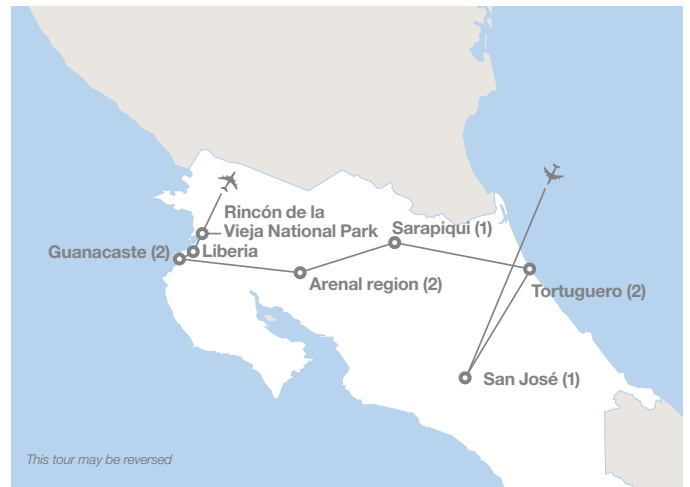 Rincón de la
Vieja National Park
Sarapiqui (1)
Guanacaste (2)
Liberia
Arenal region (2)
Tortuguero (2)
San José (1)
This tour may be reversed